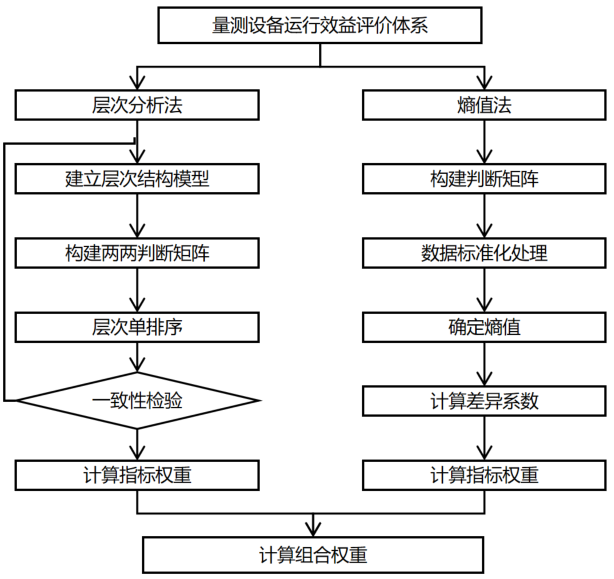 量测设备运行效益评价体系
层次分析法
熵值法
建立层次结构模型
构建判断矩阵
构建两两判断矩阵
数据标准化处理
层次单排序
确定熵值
一致性检验
计算差异系数
计算指标权重
计算指标权重
计算组合权重